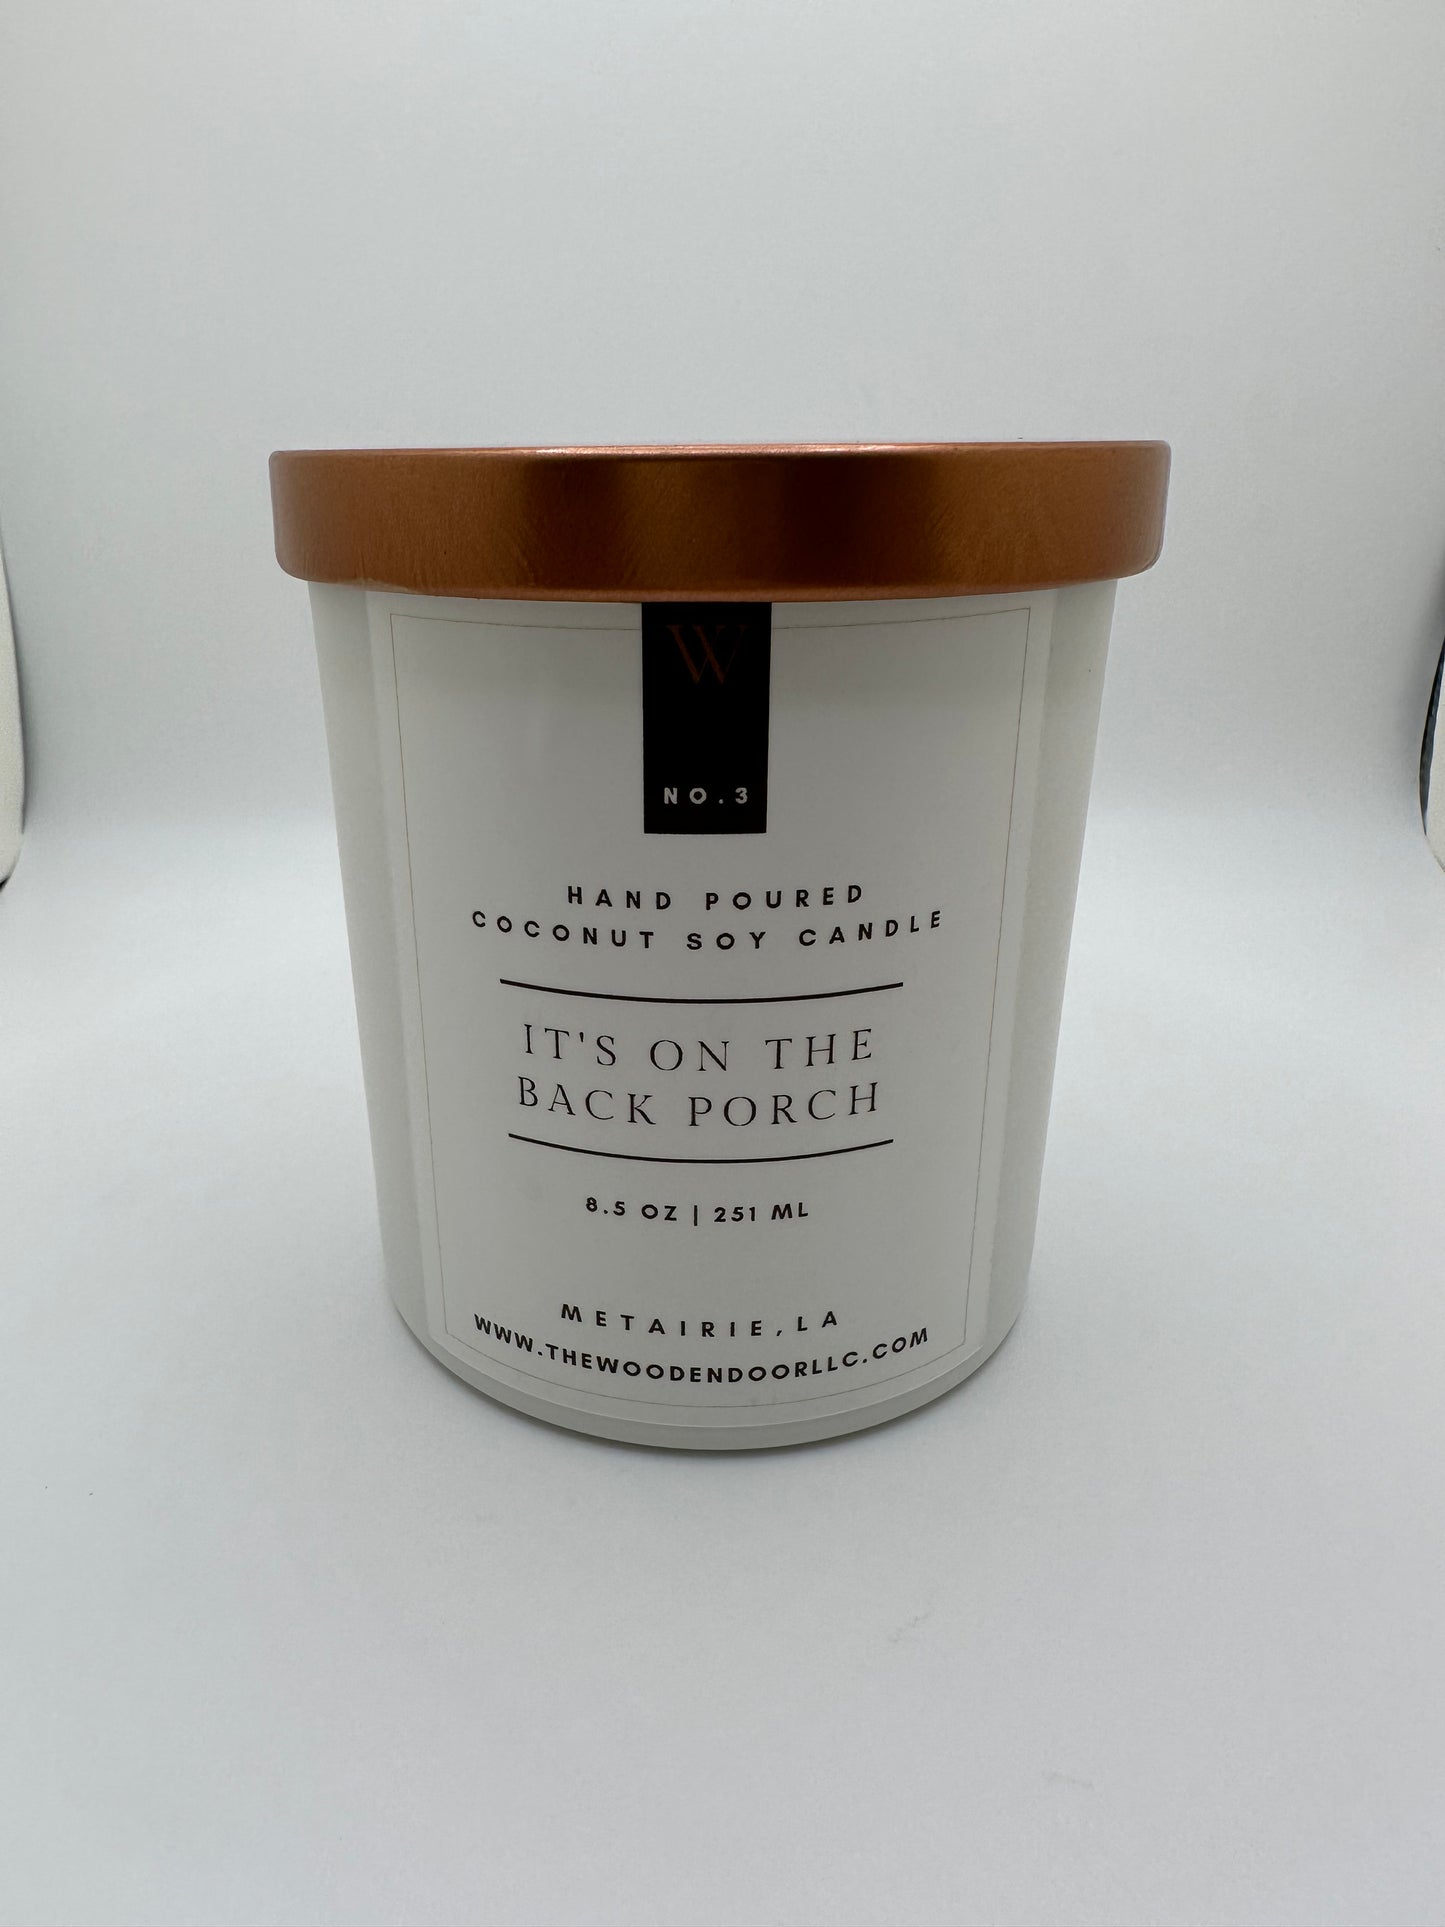 W
NO.3
HAND POURED
COCONUT SOY CANDLE
IT'S ON THE
BACK PORCH
8.5 OZ | 251 ML
METAIRIE,LA
WWW.THEWOODENDOORLLC.COM